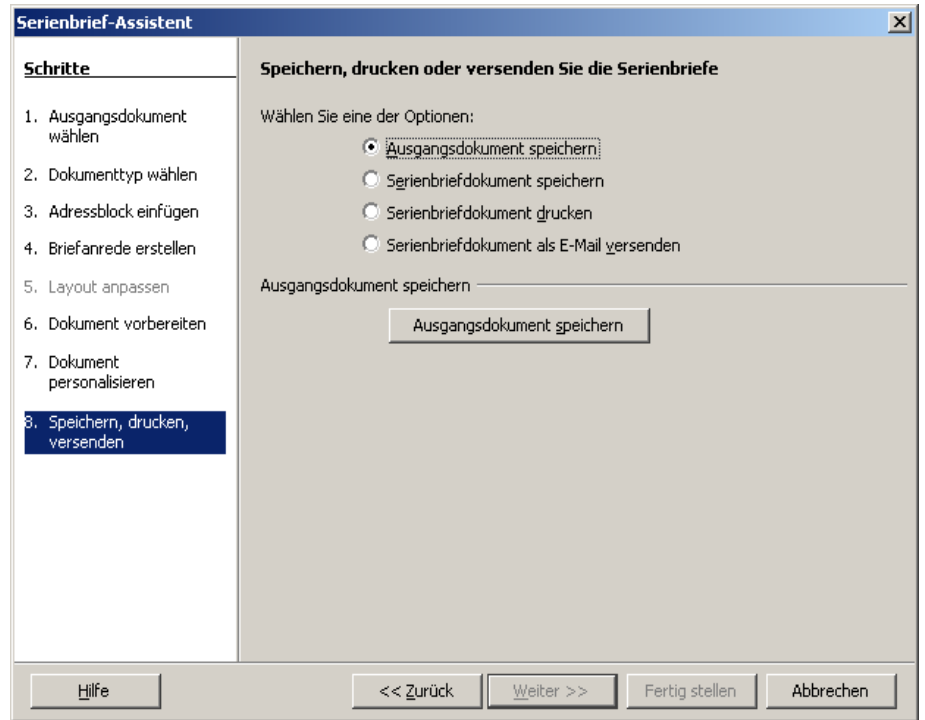 Serienbrief-Assistent
Schritte
1. Ausgangsdokument
wählen
2. Dokumenttyp wählen
3. Adressblock einfügen
4. Briefanrede erstellen
5. Layout anpassen
6. Dokument vorbereiten
7. Dokument
personalisieren
8. Speichern, drucken,
versenden
Speichern, drucken oder versenden Sie die Serienbriefe
Wählen Sie eine der Optionen:
Ausgangsdokument speichern
Serienbriefdokument speichern
Serienbriefdokument drucken
Serienbriefdokument als E-Mail versenden
Ausgangsdokument speichern
Ausgangsdokument speichern
Hilfe
<< Zurück
Weiter >>
Fertig stellen
Abbrechen